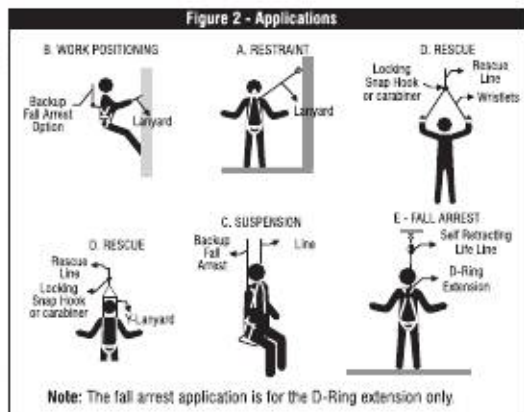 Figure 2 - Applications
B. WORK POSITIONING
Backup
Fall Arrest
Option
Lanyard
A. RESTRAINT
Lanyard
D. RESCUE
Locking
Snap Hook
or carabiner
Rescue
Line
Wristlets
D. RESCUE
Rescue
Line
Locking
Snap Hook
or carabiner
Y-Lanyard
C. SUSPENSION
Backup
Fall
Arrest
Line
E - FALL ARREST
Self Retracting
Life Line
D-Ring
Extension
Note: The fall arrest application is for the D-Ring extension only.